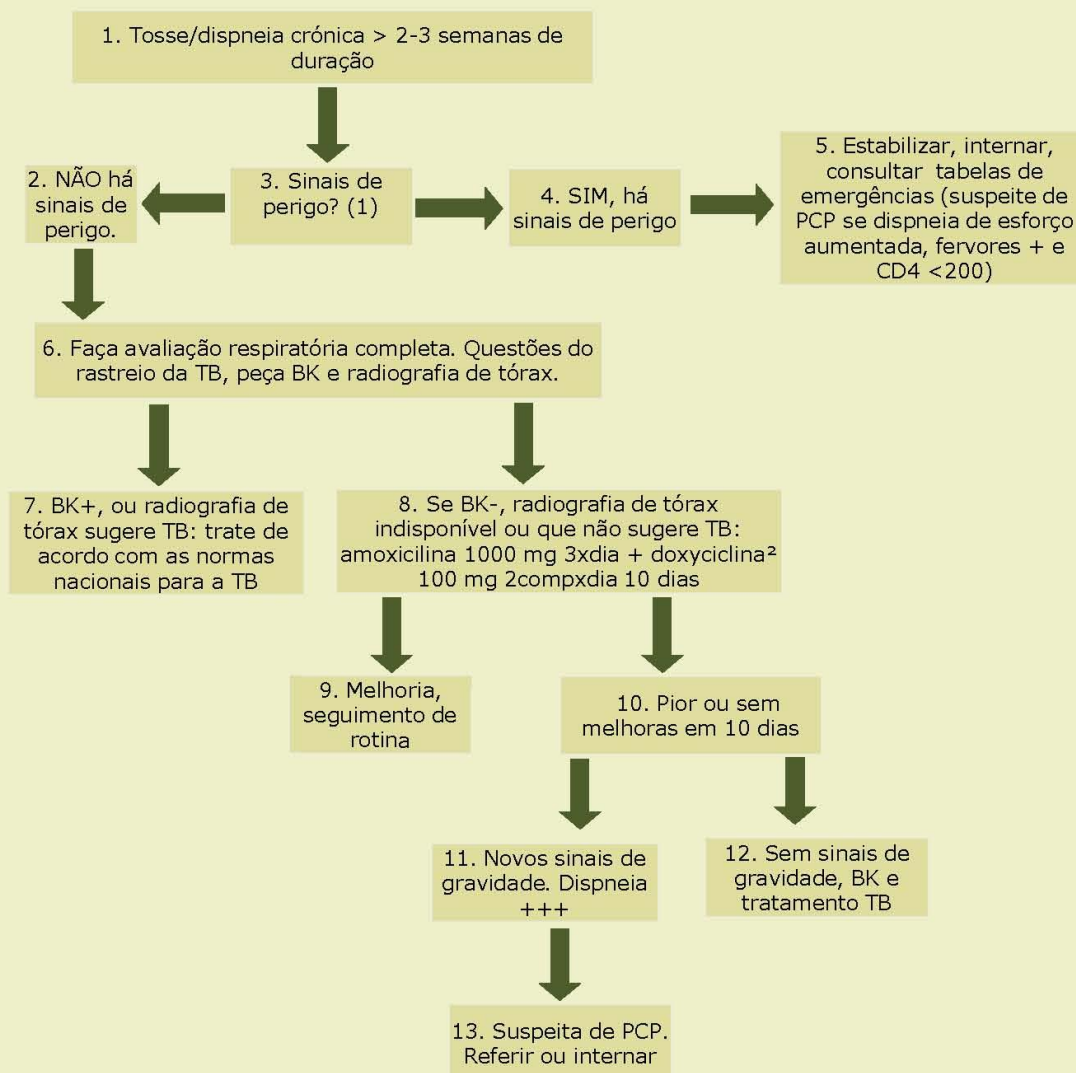 1. Tosse/dispneia crónica > 2-3 semanas de
duração
2. NÃO há
sinais de
perigo.
3. Sinais de
perigo? (1)
4. SIM, há
sinais de perigo
5. Estabilizar, internar,
consultar tabelas de
emergências (suspeite de
PCP se dispneia de esforço
aumentada, fervores + e
CD4 <200)
6. Faça avaliação respiratória completa. Questões do
rastreio da TB, peça BK e radiografia de tórax.
7. BK+, ou radiografia de
tórax sugere TB: trate de
acordo com as normas
nacionais para a TB
8. Se BK-, radiografia de tórax
indisponível ou que não sugere TB:
amoxicilina 1000 mg 3xdia + doxyciclina²
100 mg 2compxdia 10 dias
9. Melhoria,
seguimento de
rotina
10. Pior ou sem
melhoras em 10 dias
11. Novos sinais de
gravidade. Dispneia
+++
12. Sem sinais de
gravidade, BK e
tratamento TB
13. Suspeita de PCP.
Referir ou internar